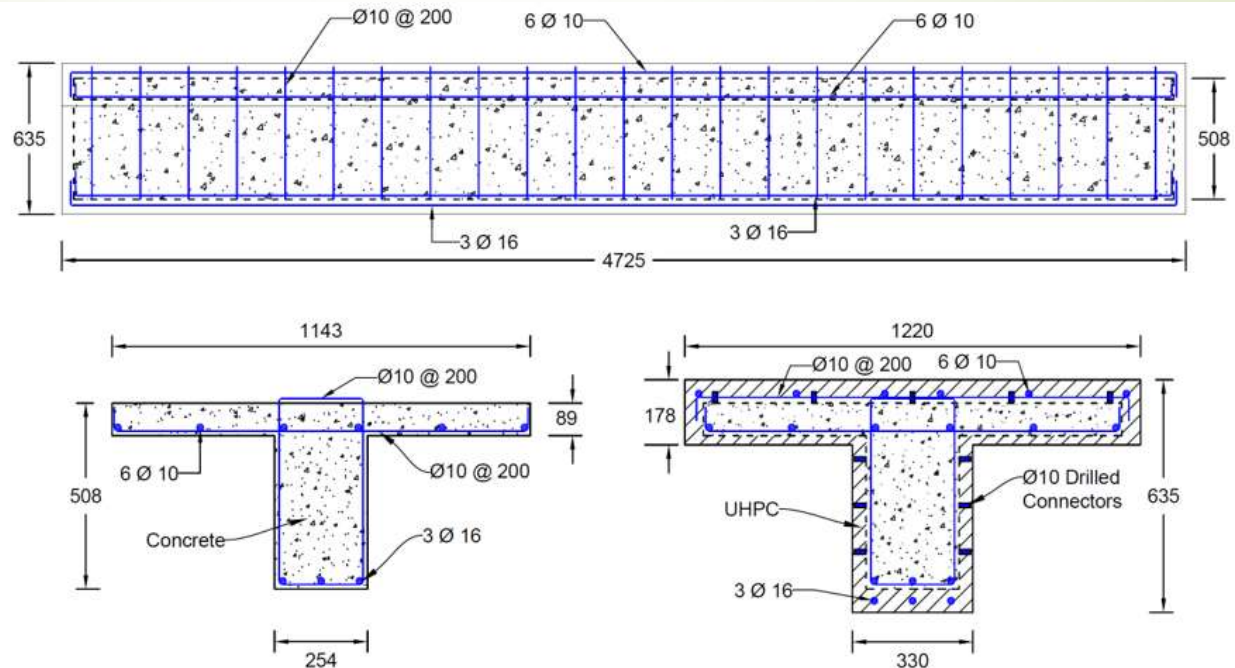 Ø10 @ 200
6 Ø 10
6 Ø 10
635
508
3 Ø 16
3 Ø 16
4725
1143
Ø10 @ 200
89
508
6 Ø 10
Ø10 @ 200
Concrete
3 Ø 16
254
1220
Ø10 @ 200
6 Ø 10
178
635
UHPC
Ø10 Drilled
Connectors
3 Ø 16
330